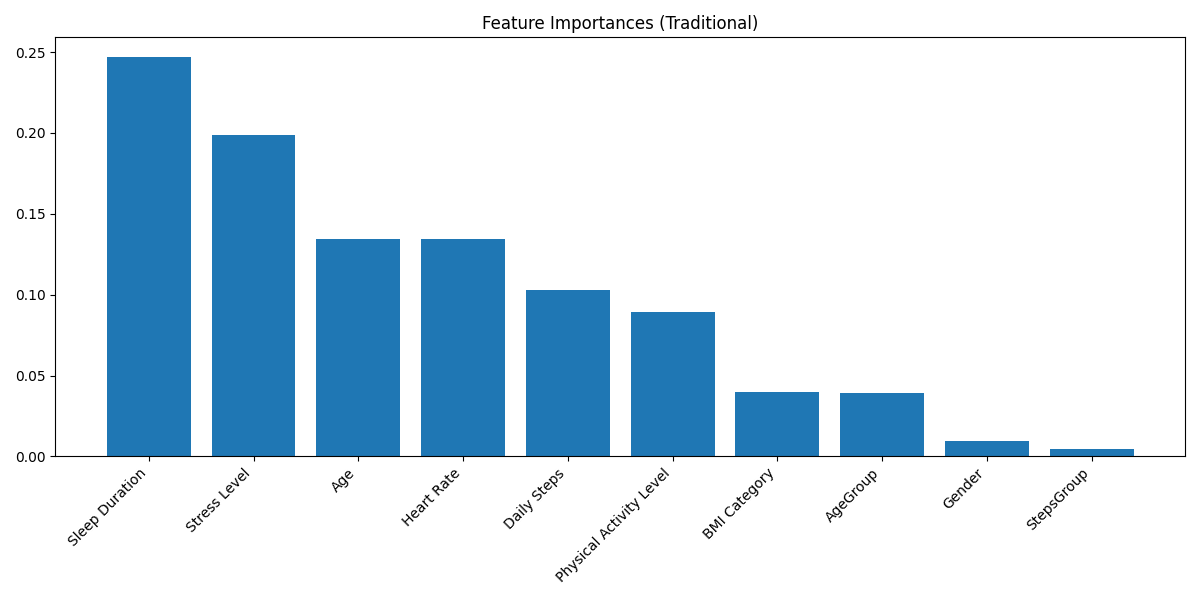 Feature Importances (Traditional)
0.25
0.20
0.15
0.10
0.05
0.00
Sleep Duration
Stress Level
Age
Heart Rate
Daily Steps
Physical Activity Level
BMI Category
AgeGroup
Gender
StepsGroup